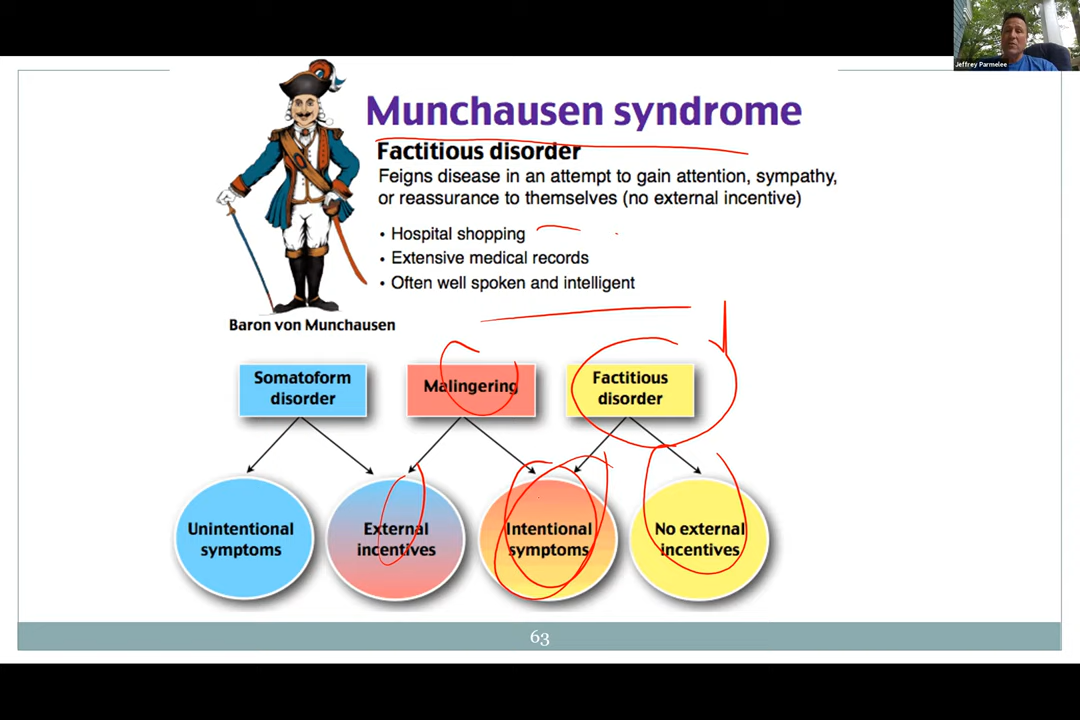 Jeffrey Parmelee
Munchausen syndrome
Factitious disorder
Feigns disease in an attempt to gain attention, sympathy,
or reassurance to themselves (no external incentive)
• Hospital shopping
• Extensive medical records
• Often well spoken and intelligent
Baron von Munchausen
Somatoform
disorder
Malingering
Factitious
disorder
Unintentional
symptoms
External
incentives
Intentional
symptoms
No external
incentives
63